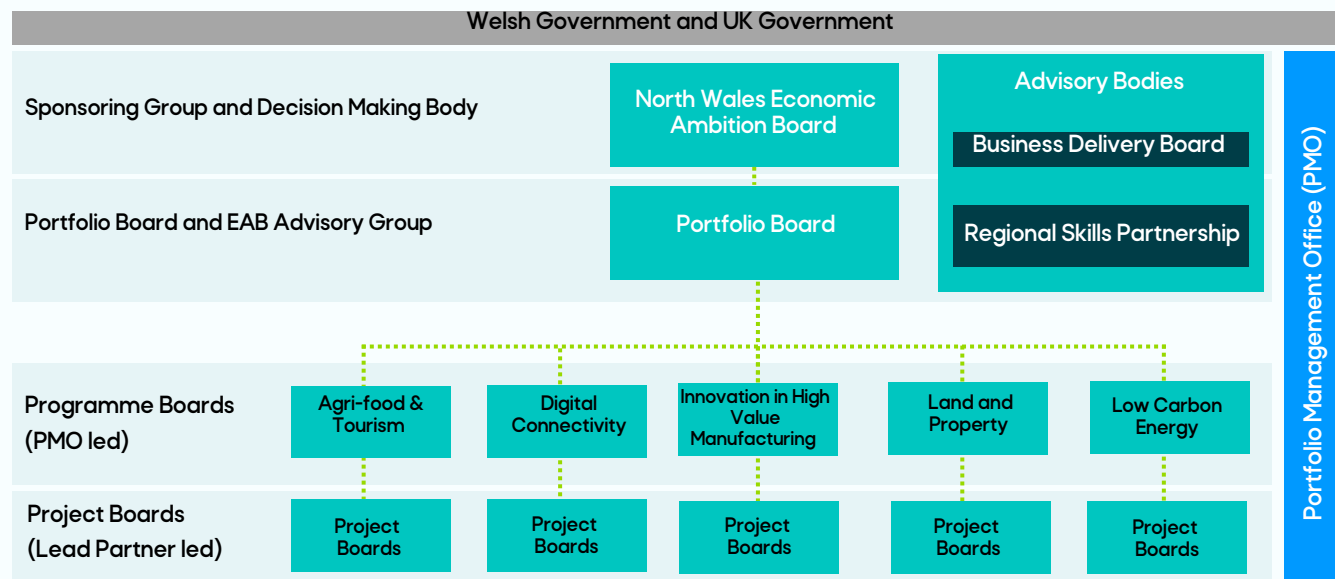 Welsh Government and UK Government
Sponsoring Group and Decision Making Body
North Wales Economic
Ambition Board
Advisory Bodies
Business Delivery Board
Portfolio Board and EAB Advisory Group
Portfolio Board
Regional Skills Partnership
Portfolio Management Office (PMO)
Programme Boards
(PMO led)
Agri-food &
Tourism
Digital
Connectivity
Innovation in High
Value
Manufacturing
Land and
Property
Low Carbon
Energy
Project Boards
(Lead Partner led)
Project
Boards
Project
Boards
Project
Boards
Project
Boards
Project
Boards